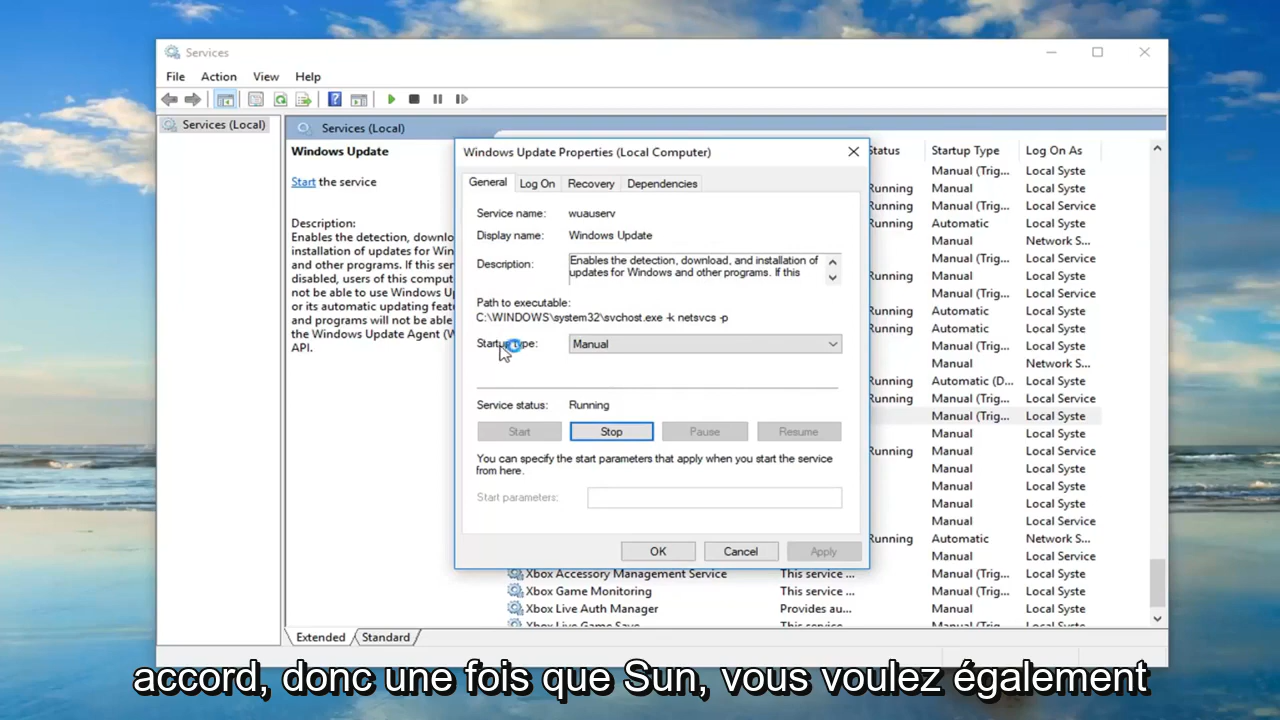 Services
File Action View Help
Services (Local)
Services (Local)
Windows Update
Start the service
Description:
Enables the detection, downlo
installation of updates for Win
and other programs. If this ser
disabled, users of this compute
not be able to use Windows Up
or its automatic updating featu
and programs will not be able
the Windows Update Agent (W
API.
Windows Update Properties (Local Computer)
General Log On Recovery Dependencies
Service name: wuauserv
Display name: Windows Update
Description: Enables the detection, download, and installation of
updates for Windows and other programs. If this
Path to executable:
C:\WINDOWS\system32\svchost.exe -k netsvcs -p
Startup type: Manual
Service status: Running
Start Stop Pause Resume
You can specify the start parameters that apply when you start the service
from here.
Start parameters:
OK Cancel Apply
Status Startup Type Log On As
Manual (Trig... Local Syste
Running Manual Local Syste
Running Manual (Trig... Local Service
Running Automatic Local Syste
Manual Network S...
Running Manual Local Syste
Manual (Trig... Local Service
Running Automatic Local Service
Manual (Trig... Local Syste
Running Automatic Local Syste
Manual Local Syste
Manual Network S...
Running Automatic (D... Local Syste
Running Manual (Trig... Local Service
Manual (Trig... Local Syste
Manual Local Syste
Running Manual Local Service
Manual Local Syste
Manual Local Syste
Manual (Trig... Local Syste
Manual Local Service
Running Automatic Network S...
Manual Local Service
Xbox Accessory Management Service This service ... Manual (Trig... Local Syste
Xbox Game Monitoring This service ... Manual (Trig... Local Syste
Xbox Live Auth Manager Provides au... Manual Local Syste
Xbox Live Game Save This service ... Manual (Trig... Local Syste
Extended Standard
accord, donc une fois que Sun, vous voulez également